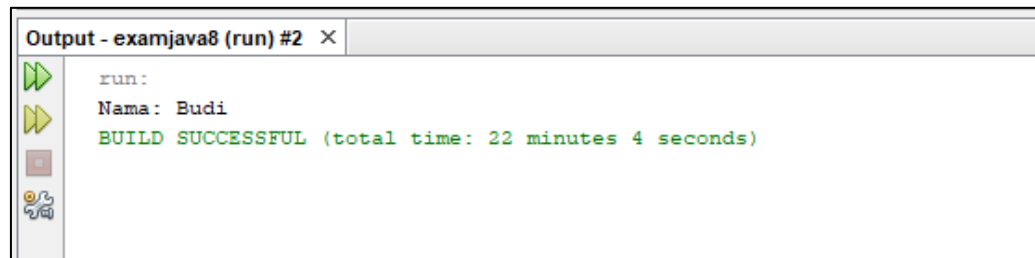 Output - examjava8 (run) #2 ×
run:
Nama: Budi
BUILD SUCCESSFUL (total time: 22 minutes 4 seconds)